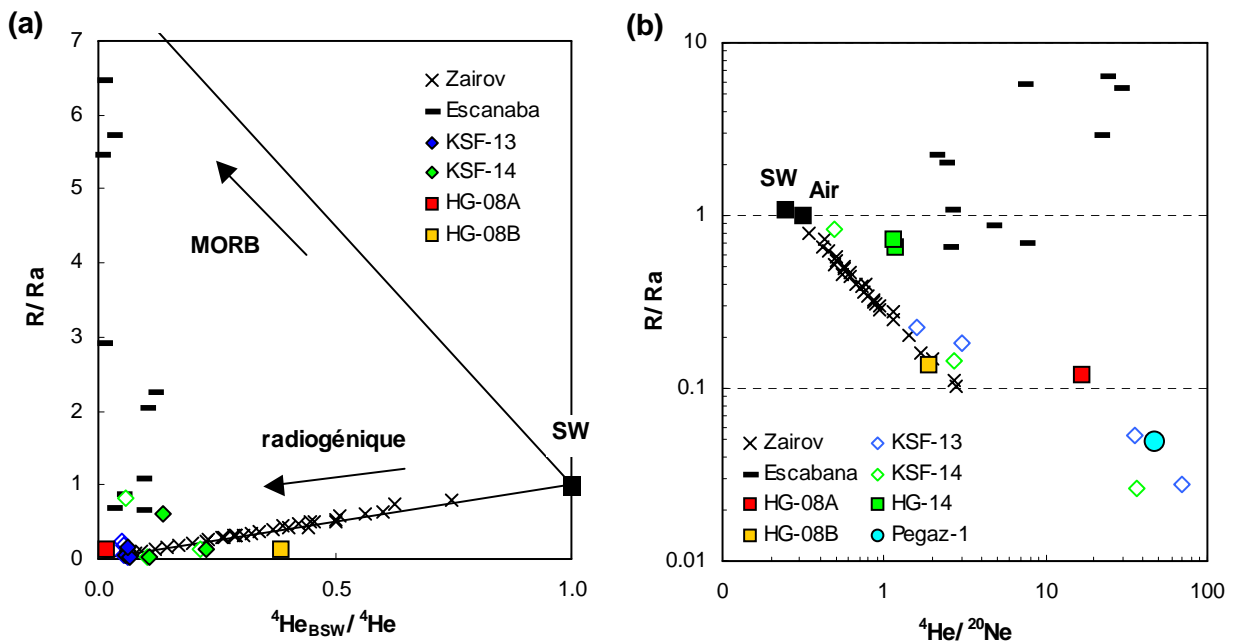 (a)
7
6
5
4
3
2
1
0
R/ Ra
Zairov
Escanaba
KSF-13
KSF-14
HG-08A
HG-08B
MORB
SW
radiogénique
0.0
0.5
1.0
⁴He_BSW/ ⁴He
(b)
10
1
0.1
0.01
R/ Ra
SW
Air
Zairov
Escabana
HG-08A
HG-08B
KSF-13
KSF-14
HG-14
Pegaz-1
0
1
10
100
⁴He/ ²⁰Ne